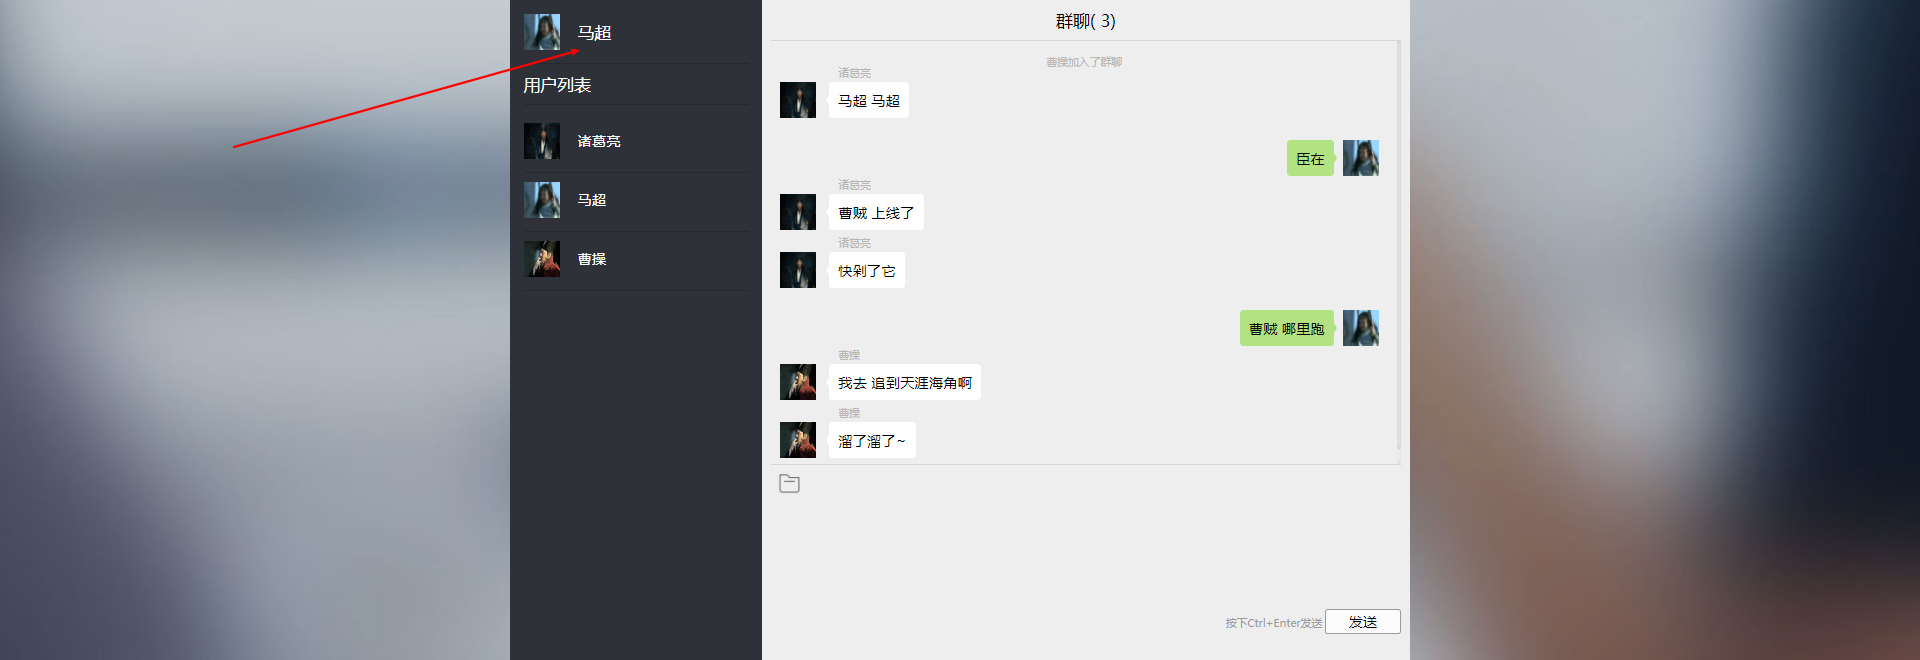 马超
用户列表
诸葛亮
马超
曹操
群聊( 3)
曹操加入了群聊
诸葛亮
马超 马超
臣在
诸葛亮
曹贼 上线了
诸葛亮
快剁了它
曹贼 哪里跑
曹操
我去 追到天涯海角啊
曹操
溜了溜了~
按下Ctrl+Enter发送
发送